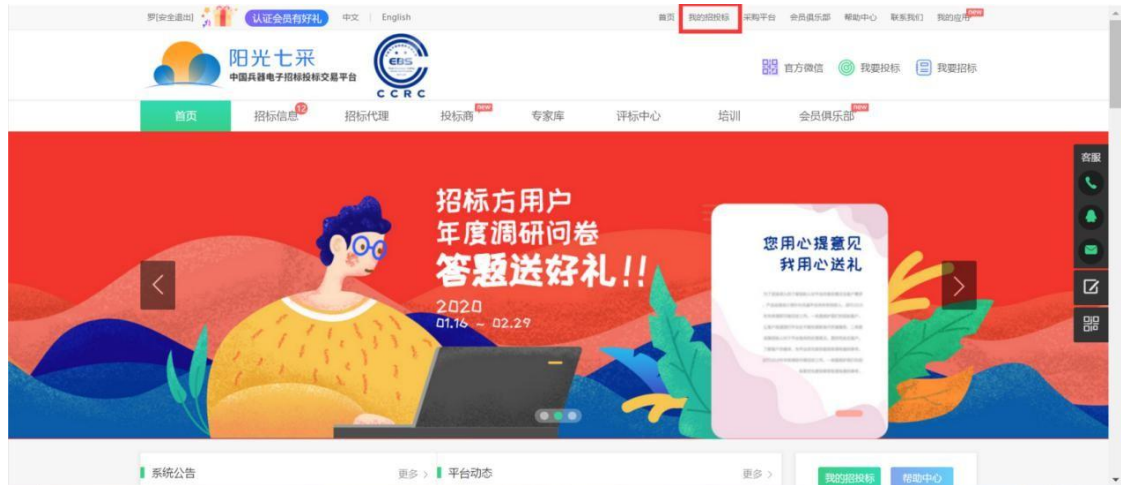 罗[安全退出] 认证会员有好礼 中文 | English 首页 我的招投标 采购平台 会员俱乐部 帮助中心 联系我们 我的应用 new
阳光七采
中国兵器电子招标投标交易平台
EBS
CCRC
官方微信 我要投标 我要招标
首页 招标信息 12 招标代理 投标商 new 专家库 评标中心 培训 会员俱乐部 new
客服
招标方用户
年度调研问卷
答题送好礼!!
2020
01.16 ~ 02.29
您用心提意见
我用心送礼
系统公告 更多 > 平台动态 更多 >
我的招投标 帮助中心